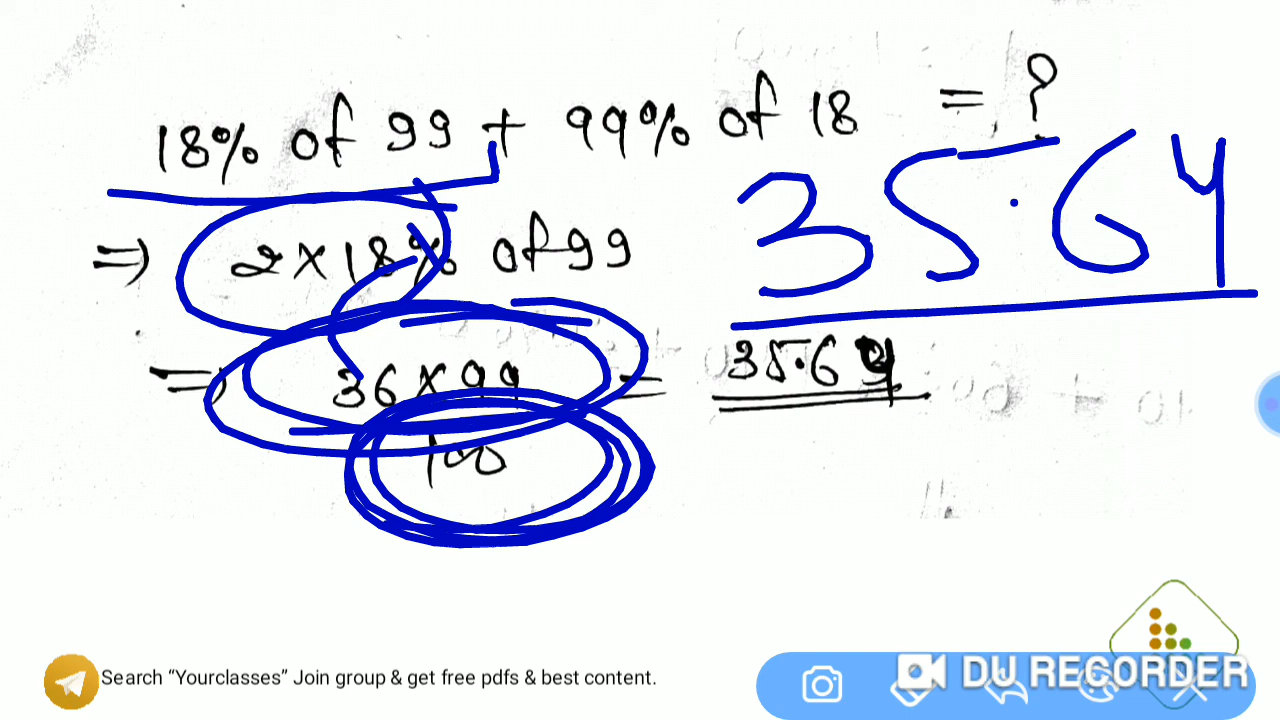 18% of 99 + 99% of 18 = ?
35.64
=> 2 x 18% of 99
=> 36 x 99 = 35.64
100
Search “Yourclasses” Join group & get free pdfs & best content.
DU RECORDER